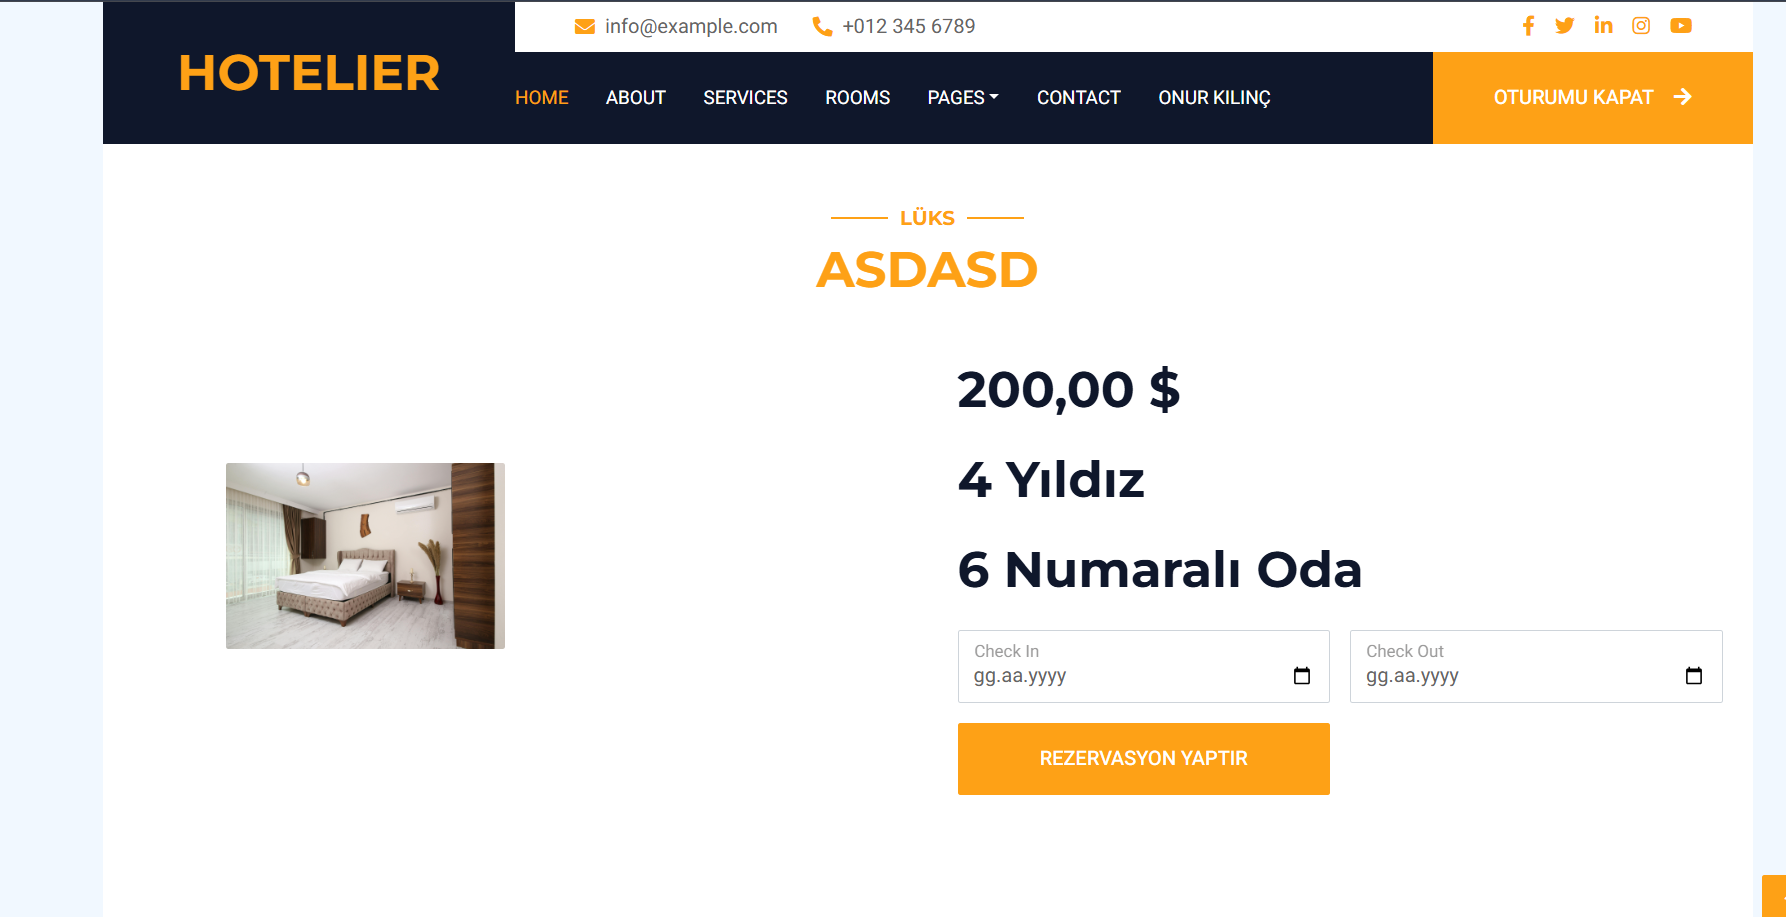 info@example.com +012 345 6789
HOTELIER
HOME ABOUT SERVICES ROOMS PAGES CONTACT ONUR KILINÇ OTURUMU KAPAT
LÜKS
ASDASD
200,00 $
4 Yıldız
6 Numaralı Oda
Check In
gg.aa.yyyy
Check Out
gg.aa.yyyy
REZERVASYON YAPTIR